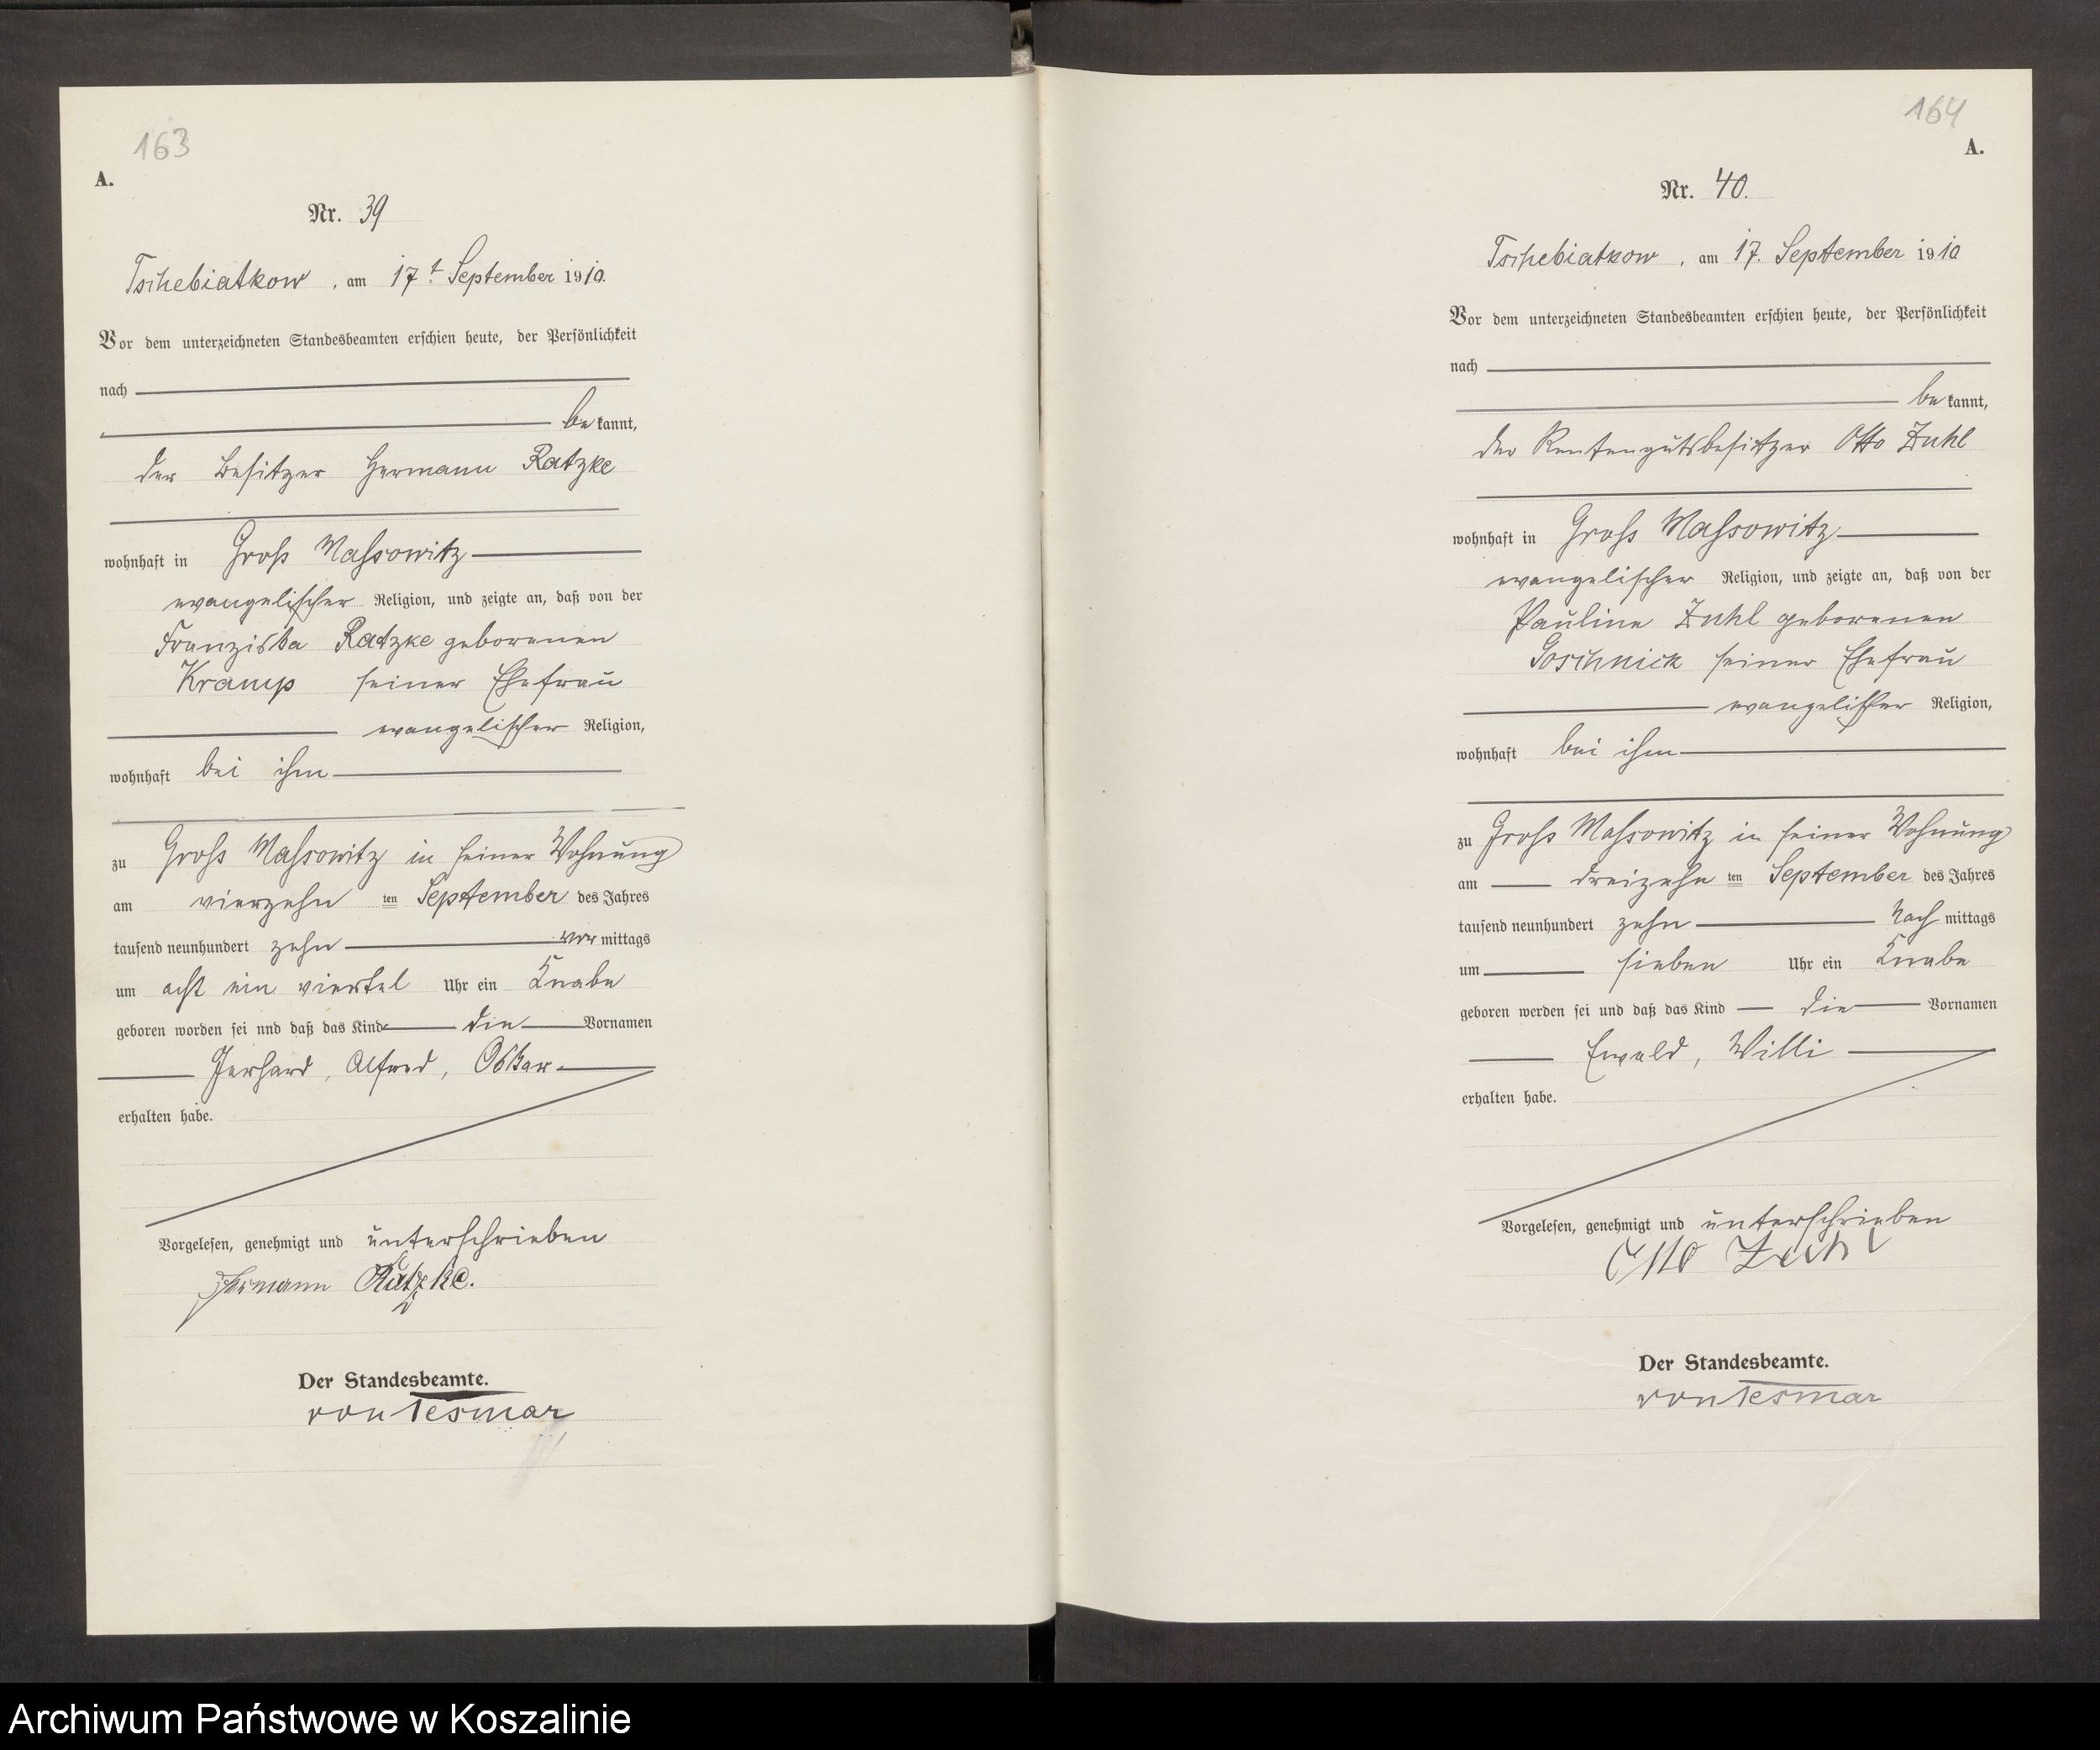 163
A.
Nr. 39
Tschebiatkow, am 17t September 1910.
Vor dem unterzeichneten Standesbeamten erschien heute, der Persönlichkeit
nach
bekannt,
der Besitzer Hermann Ratzke
wohnhaft in Groß Massowitz
evangelischer Religion, und zeigte an, daß von der
Franziska Ratzke geborenen
Kramp seiner Ehefrau
evangelischer Religion,
wohnhaft bei ihm
zu Groß Massowitz in seiner Wohnung
am vierzehnten September des Jahres
tausend neunhundert zehn vormittags
um acht ein viertel Uhr ein Knabe
geboren worden sei nnd daß das Kind die Vornamen
Gerhard, Alfred, Oskar
erhalten habe.
Vorgelesen, genehmigt und unterschrieben
Hermann Ratzke.
Der Standesbeamte.
von Tesmar
164
A.
Nr. 40.
Tschebiatkow, am 17. September 1910
Vor dem unterzeichneten Standesbeamten erschien heute, der Persönlichkeit
nach
bekannt,
der Rentengutsbesitzer Otto Zuhl
wohnhaft in Groß Massowitz
evangelischer Religion, und zeigte an, daß von der
Pauline Zuhl geborenen
Goschnick seiner Ehefrau
evangelischer Religion,
wohnhaft bei ihm
zu Groß Massowitz in seiner Wohnung
am dreizehnten September des Jahres
tausend neunhundert zehn Nachmittags
um sieben Uhr ein Knabe
geboren werden sei und daß das Kind die Vornamen
Ewald, Willi
erhalten habe.
Vorgelesen, genehmigt und unterschrieben
Otto Zuhl
Der Standesbeamte.
von Tesmar
Archiwum Państwowe w Koszalinie